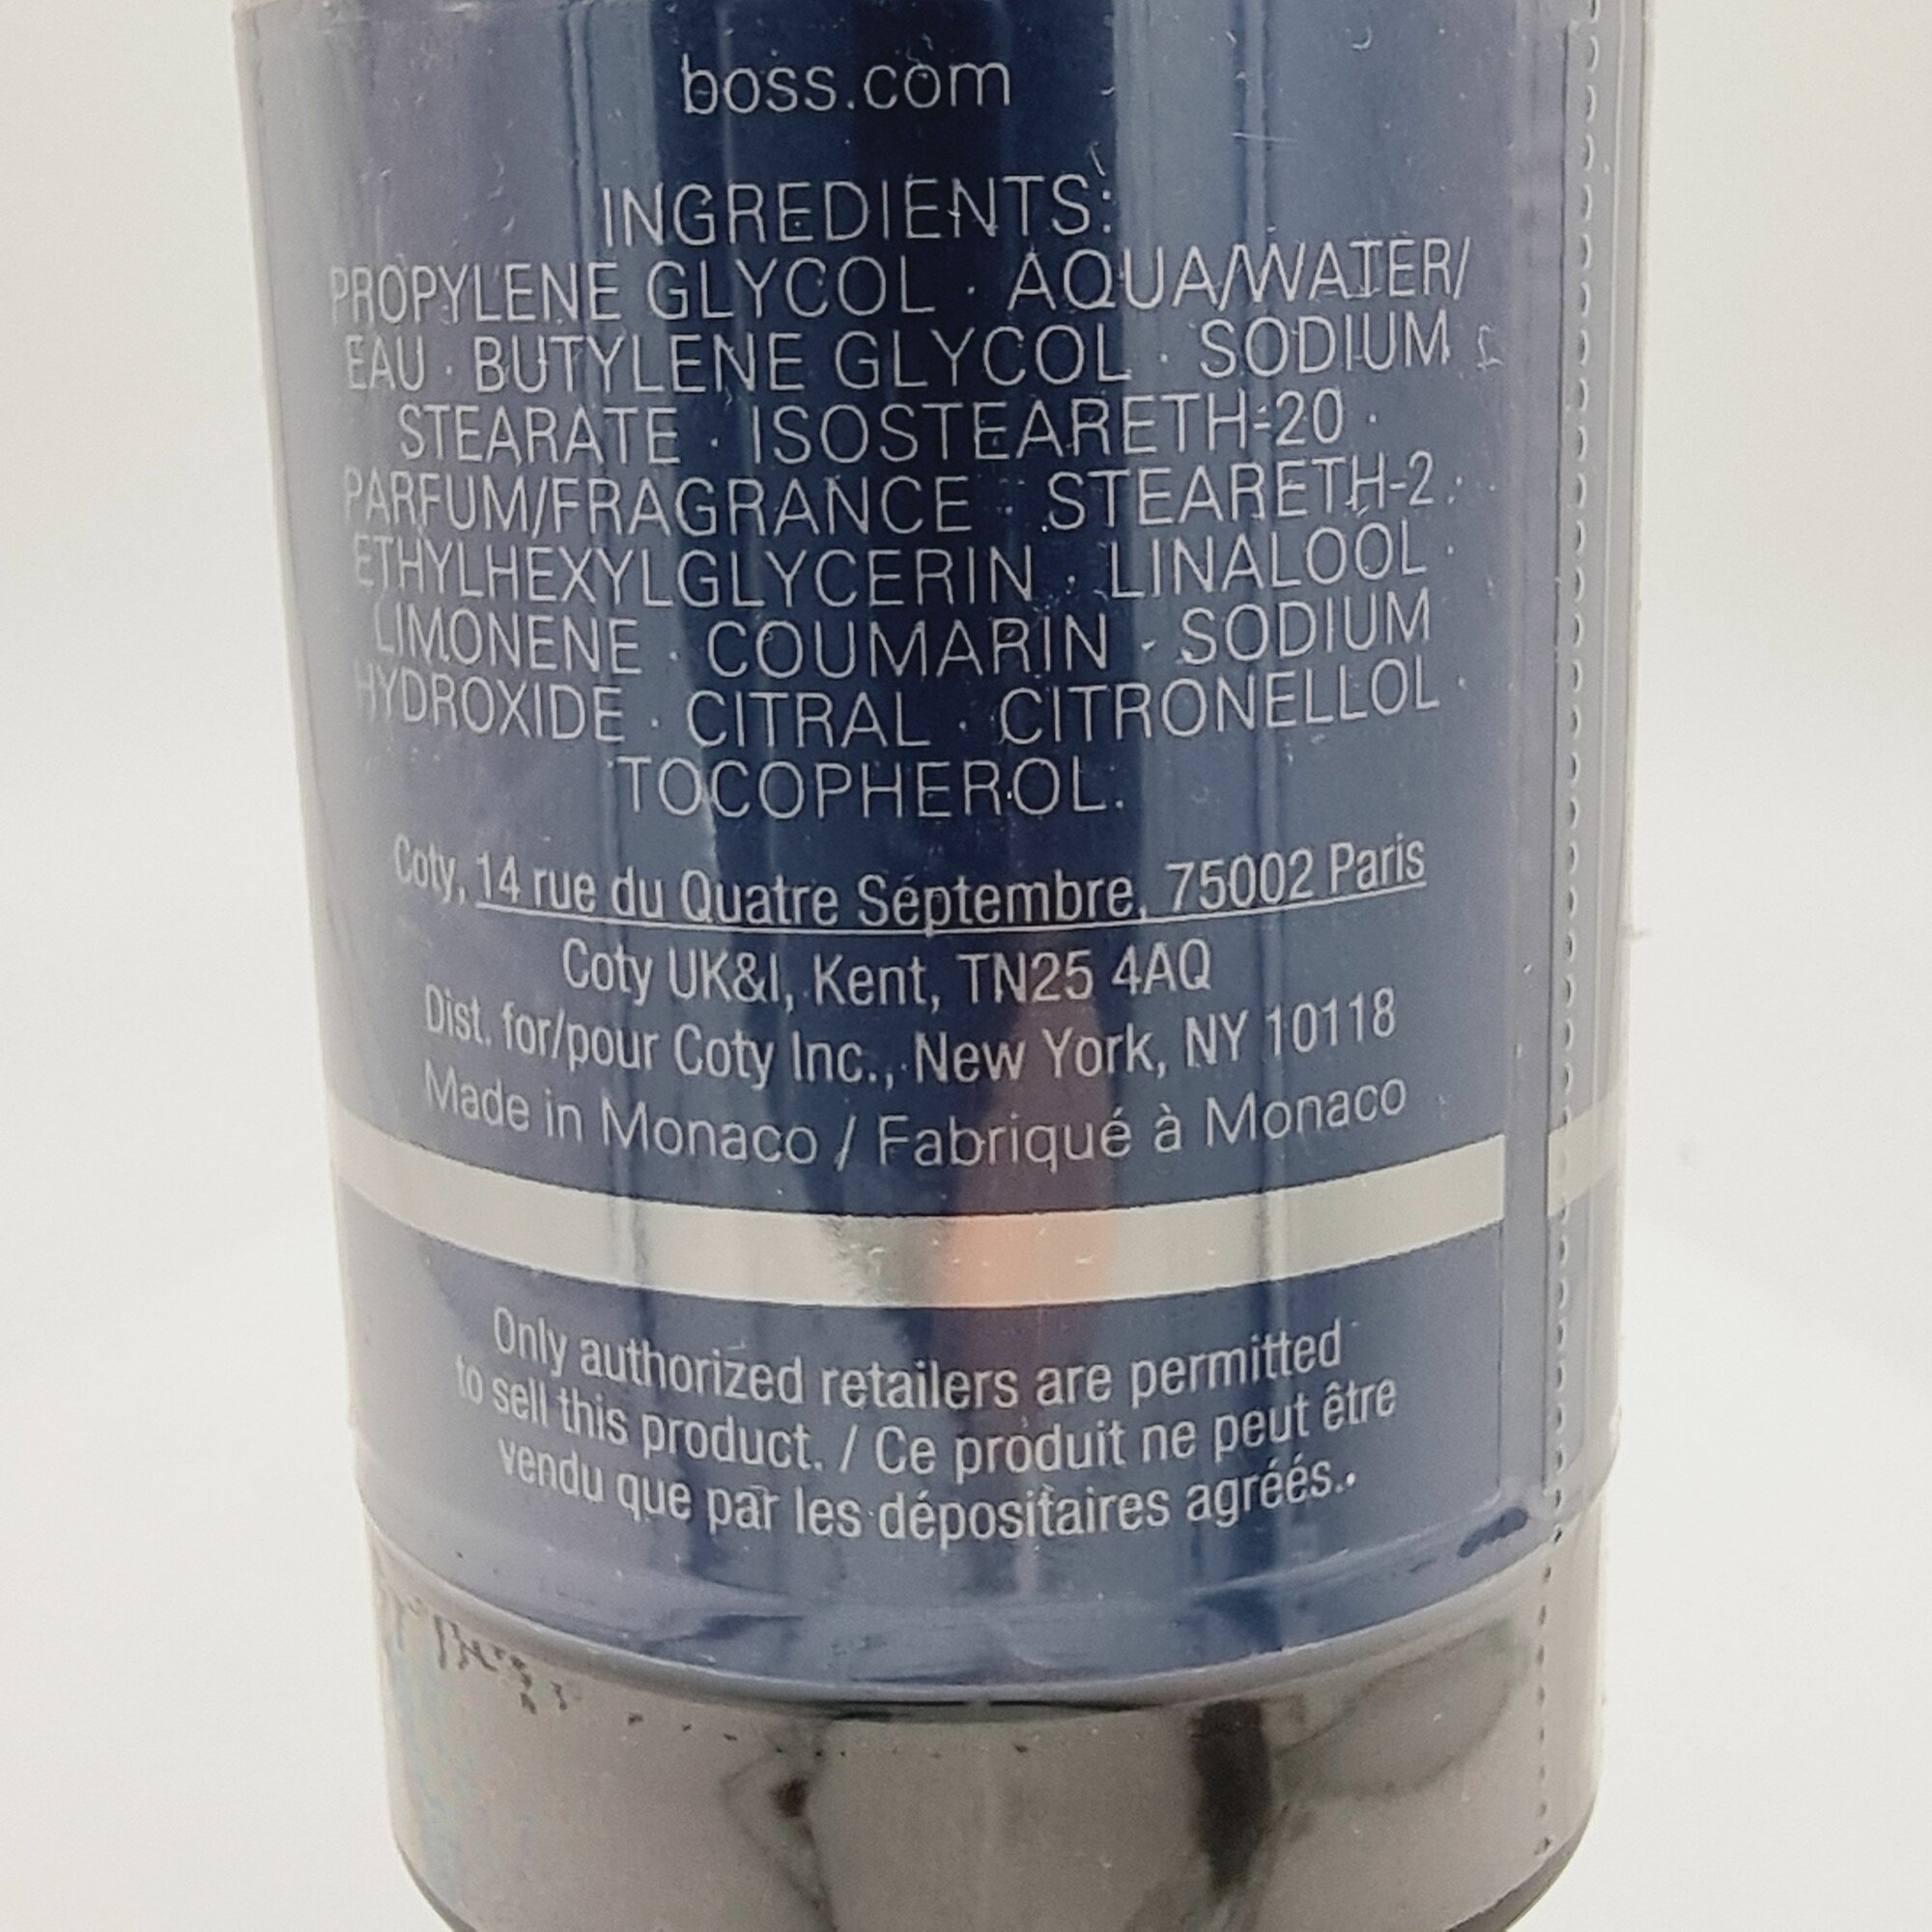 boss.com
INGREDIENTS:
PROPYLENE GLYCOL · AQUA/WATER/
EAU · BUTYLENE GLYCOL · SODIUM
STEARATE · ISOSTEARETH-20 ·
PARFUM/FRAGRANCE · STEARETH-2 ·
ETHYLHEXYLGLYCERIN · LINALOOL ·
LIMONENE · COUMARIN · SODIUM
HYDROXIDE · CITRAL · CITRONELLOL ·
TOCOPHEROL.
Coty, 14 rue du Quatre Séptembre, 75002 Paris
Coty UK&I, Kent, TN25 4AQ
Dist. for/pour Coty Inc., New York, NY 10118
Made in Monaco / Fabriqué à Monaco
Only authorized retailers are permitted
to sell this product. / Ce produit ne peut être
vendu que par les dépositaires agréés.